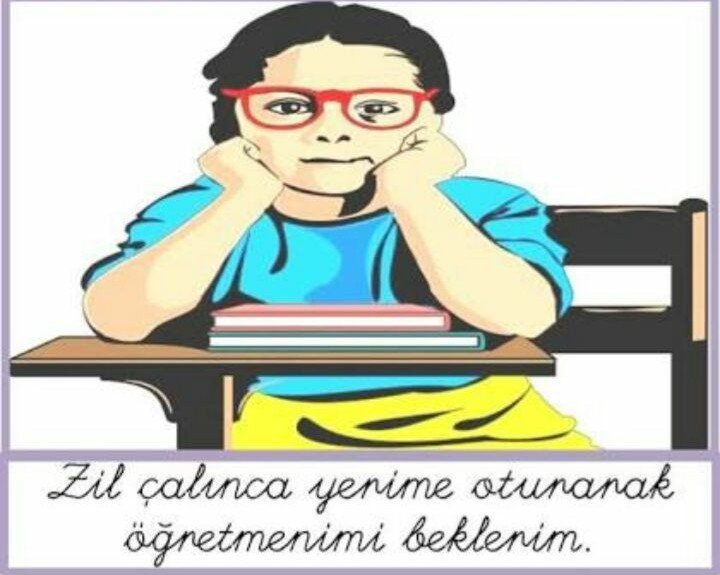 Zil çalınca yerime oturarak
öğretmenimi beklerim.